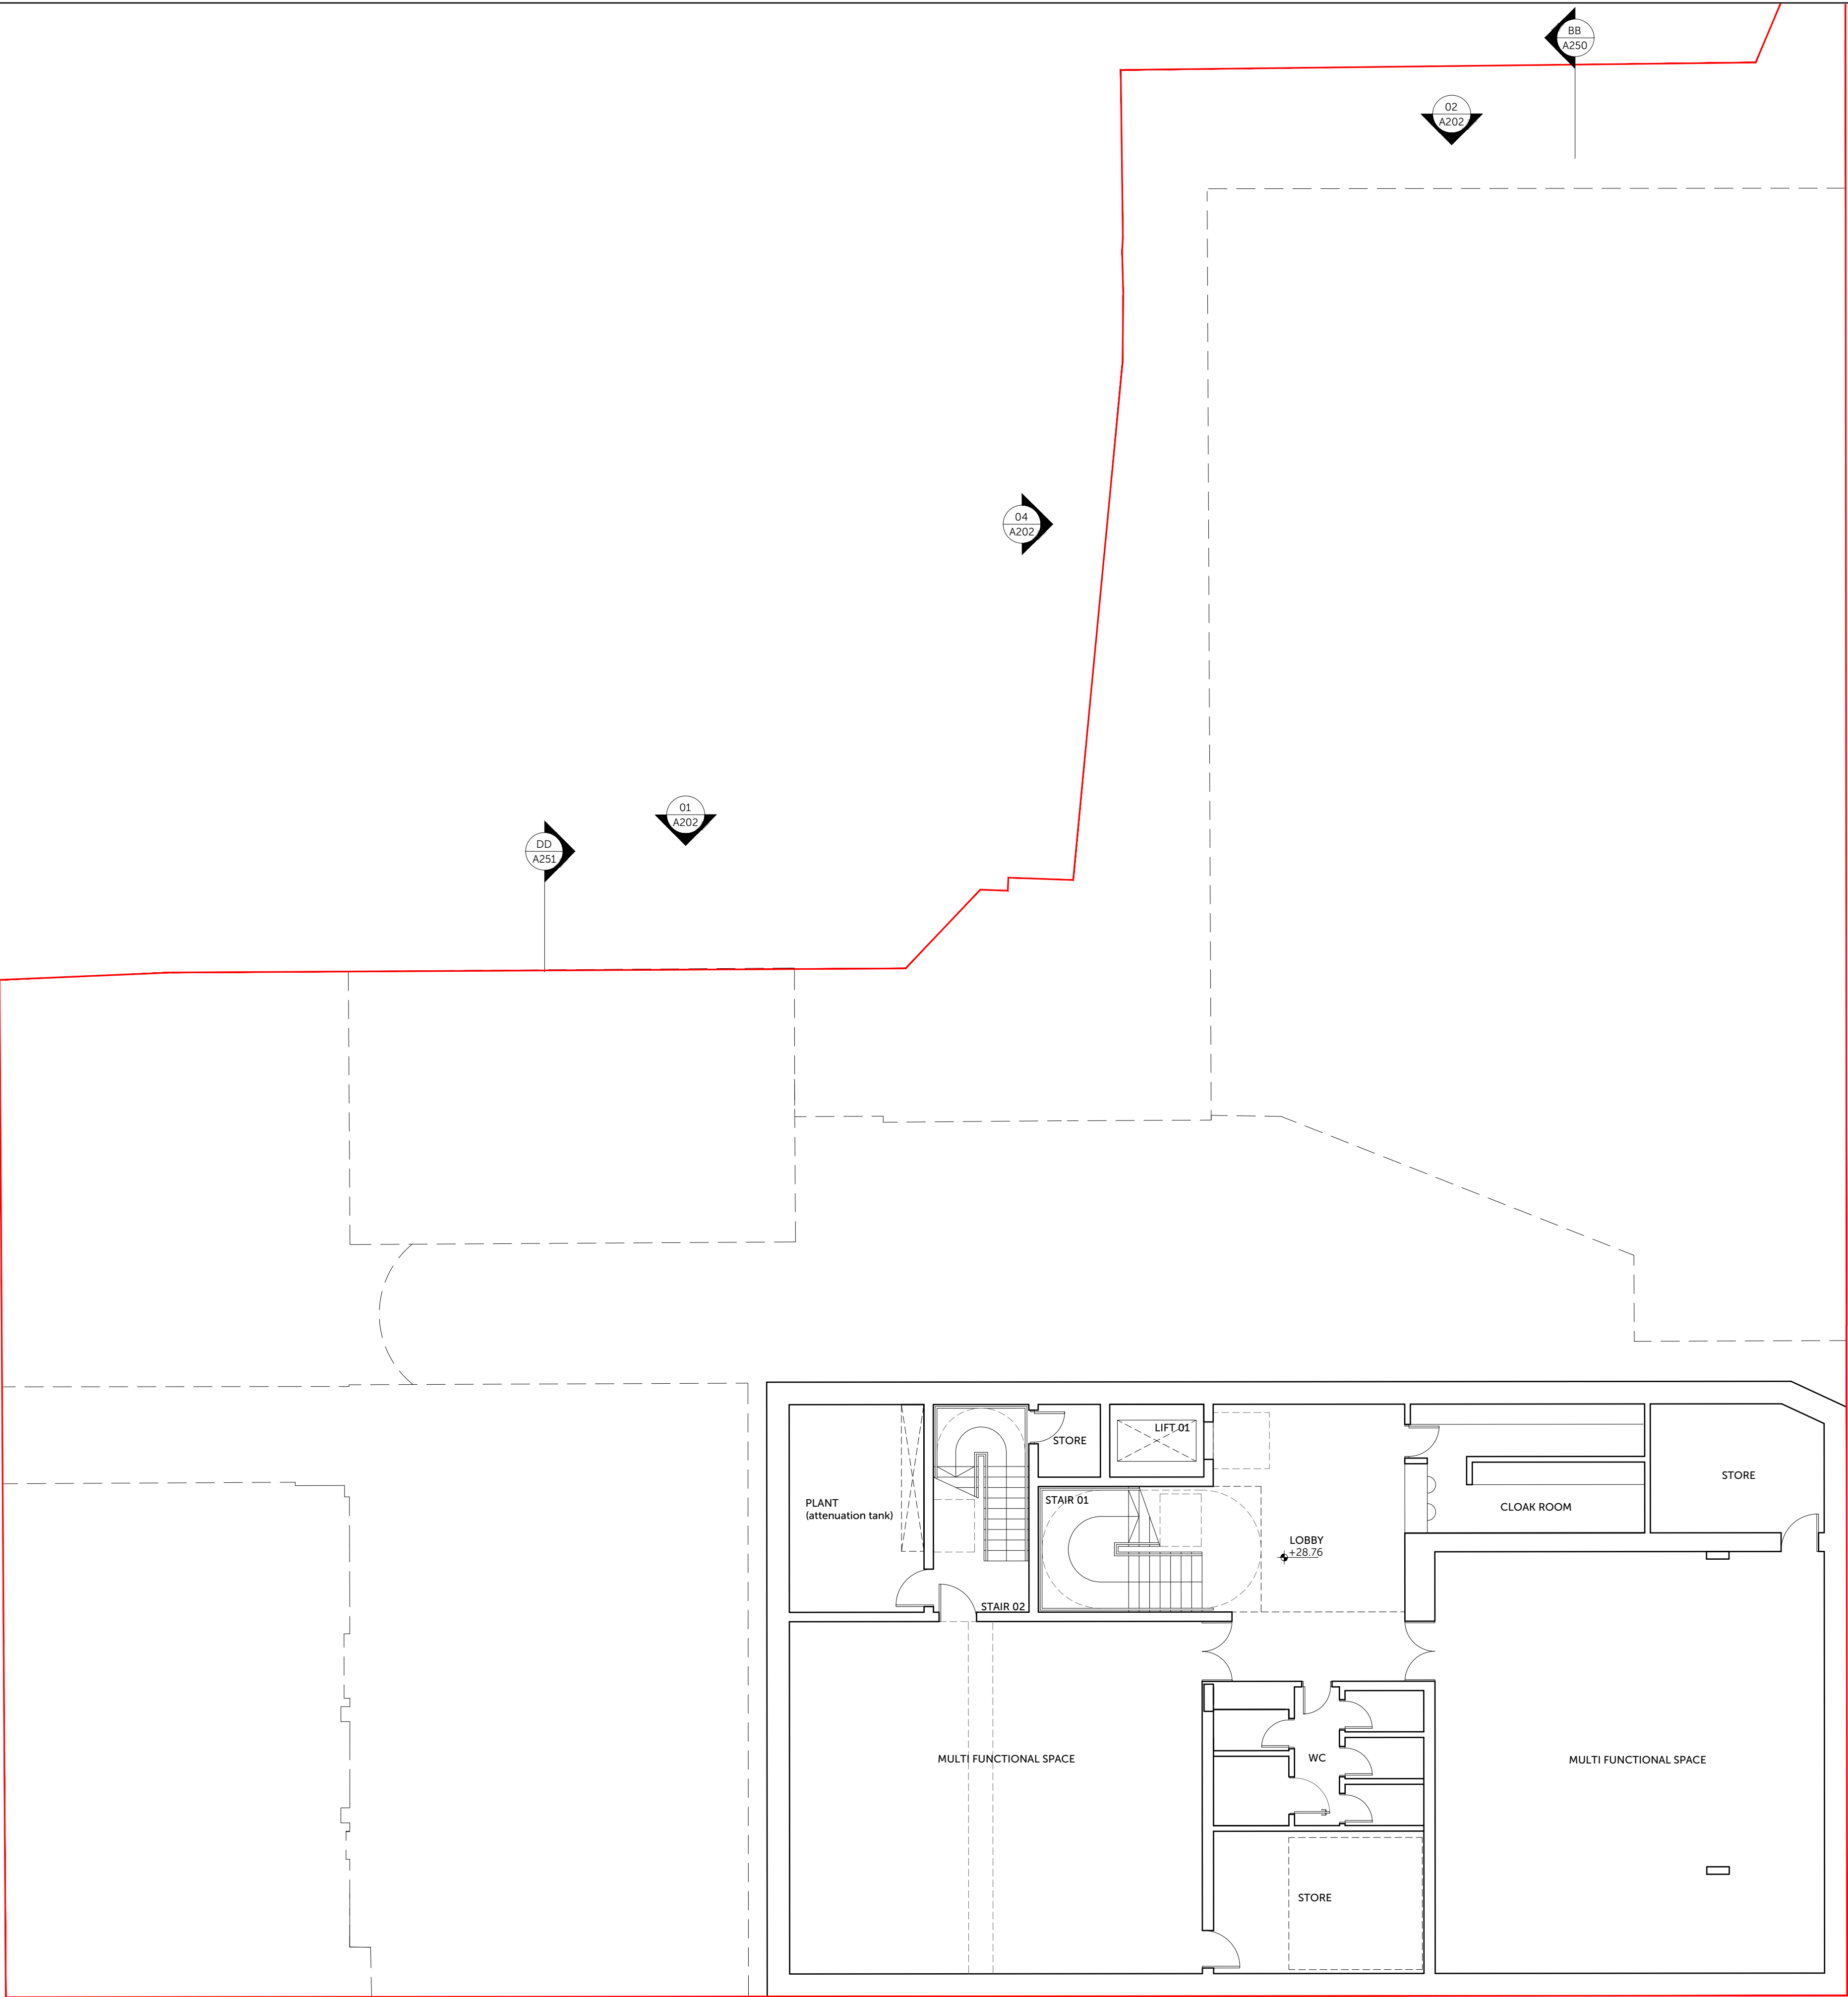 BB
A250
02
A202
04
A202
01
A202
DD
A251
LIFT 01
STORE
STORE
STAIR 01
PLANT
(attenuation tank)
CLOAK ROOM
LOBBY
+28.76
STAIR 02
MULTI FUNCTIONAL SPACE
WC
MULTI FUNCTIONAL SPACE
STORE